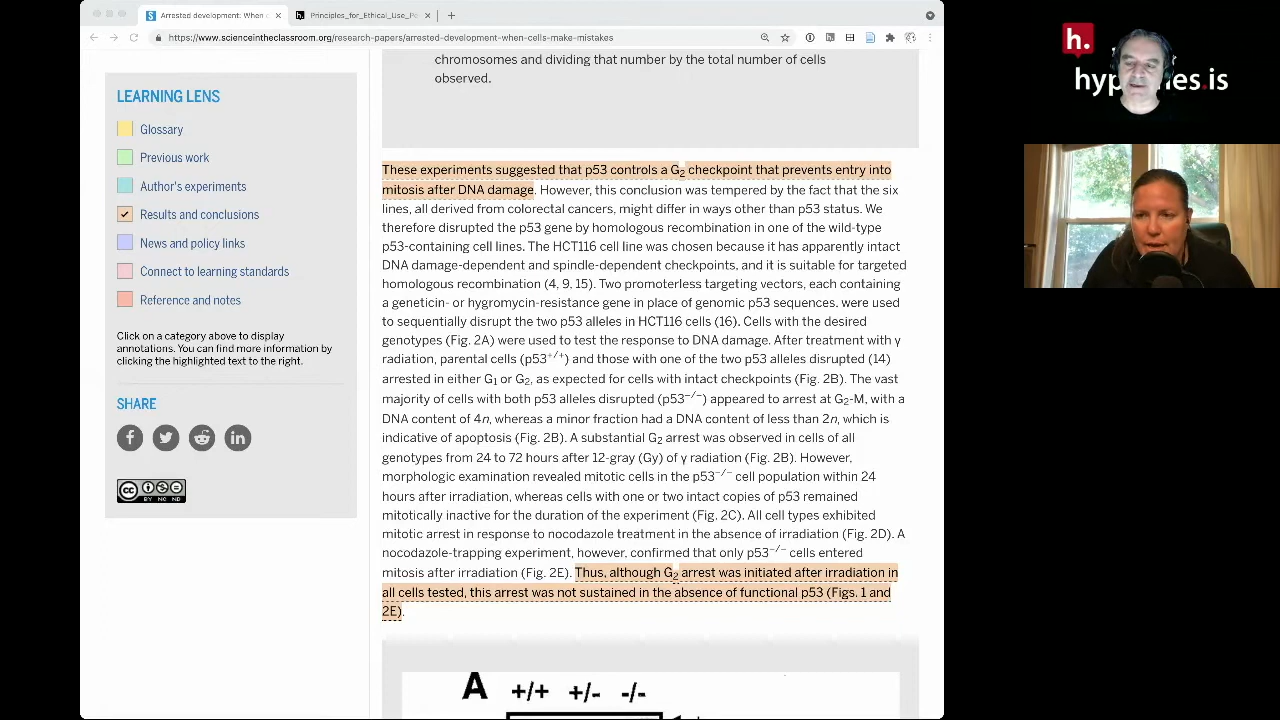 Arrested development: When c
Principles_for_Ethical_Use_Pe
https://www.scienceintheclassroom.org/research-papers/arrested-development-when-cells-make-mistakes
chromosomes and dividing that number by the total number of cells
observed.
LEARNING LENS
Glossary
Previous work
Author's experiments
Results and conclusions
News and policy links
Connect to learning standards
Reference and notes
Click on a category above to display
annotations. You can find more information by
clicking the highlighted text to the right.
SHARE
CC BY NC ND
These experiments suggested that p53 controls a G₂ checkpoint that prevents entry into
mitosis after DNA damage. However, this conclusion was tempered by the fact that the six
lines, all derived from colorectal cancers, might differ in ways other than p53 status. We
therefore disrupted the p53 gene by homologous recombination in one of the wild-type
p53-containing cell lines. The HCT116 cell line was chosen because it has apparently intact
DNA damage-dependent and spindle-dependent checkpoints, and it is suitable for targeted
homologous recombination (4, 9, 15). Two promoterless targeting vectors, each containing
a geneticin- or hygromycin-resistance gene in place of genomic p53 sequences, were used
to sequentially disrupt the two p53 alleles in HCT116 cells (16). Cells with the desired
genotypes (Fig. 2A) were used to test the response to DNA damage. After treatment with γ
radiation, parental cells (p53⁺/⁺) and those with one of the two p53 alleles disrupted (14)
arrested in either G₁ or G₂, as expected for cells with intact checkpoints (Fig. 2B). The vast
majority of cells with both p53 alleles disrupted (p53⁻/⁻) appeared to arrest at G₂-M, with a
DNA content of 4n, whereas a minor fraction had a DNA content of less than 2n, which is
indicative of apoptosis (Fig. 2B). A substantial G₂ arrest was observed in cells of all
genotypes from 24 to 72 hours after 12-gray (Gy) of γ radiation (Fig. 2B). However,
morphologic examination revealed mitotic cells in the p53⁻/⁻ cell population within 24
hours after irradiation, whereas cells with one or two intact copies of p53 remained
mitotically inactive for the duration of the experiment (Fig. 2C). All cell types exhibited
mitotic arrest in response to nocodazole treatment in the absence of irradiation (Fig. 2D). A
nocodazole-trapping experiment, however, confirmed that only p53⁻/⁻ cells entered
mitosis after irradiation (Fig. 2E). Thus, although G₂ arrest was initiated after irradiation in
all cells tested, this arrest was not sustained in the absence of functional p53 (Figs. 1 and
2E).
A +/+ +/- -/-
h.